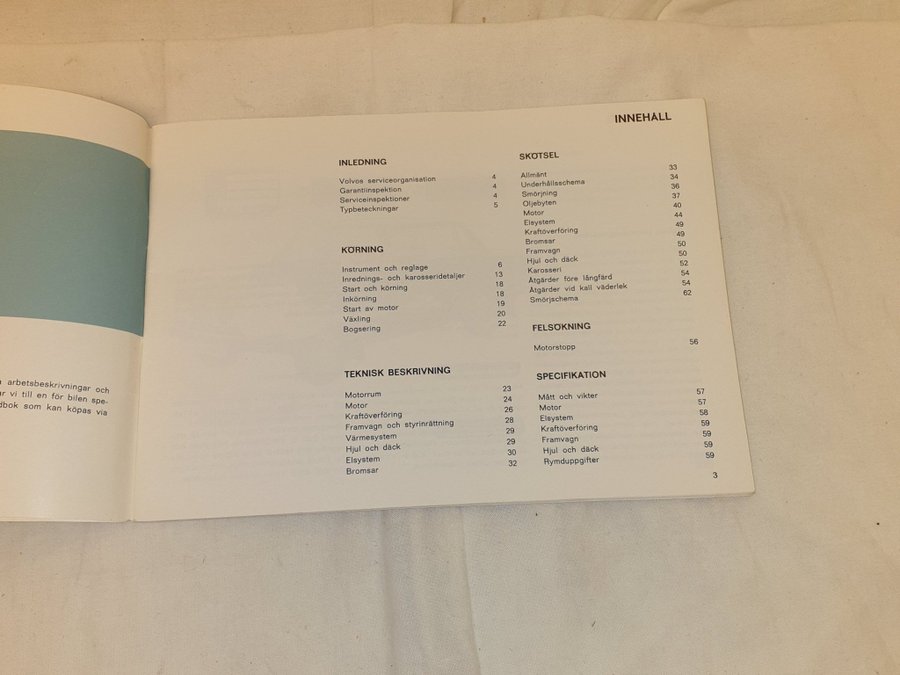 arbetsbeskrivningar och
vi till en för bilen spe-
dbok som kan köpas via
INNEHÅLL
INLEDNING
Volvos serviceorganisation 4
Garantiinspektion 4
Serviceinspektioner 4
Typbeteckningar 5
KÖRNING
Instrument och reglage 6
Inrednings- och karosseridetaljer 13
Start och körning 18
Inkörning 18
Start av motor 19
Växling 20
Bogsering 22
TEKNISK BESKRIVNING
Motorrum 23
Motor 24
Kraftöverföring 26
Framvagn och styrinrättning 28
Värmesystem 29
Hjul och däck 29
Elsystem 30
Bromsar 32
SKÖTSEL
Allmänt 33
Underhållsschema 34
Smörjning 36
Oljebyten 37
Motor 40
Elsystem 44
Kraftöverföring 49
Bromsar 49
Framvagn 50
Hjul och däck 50
Karosseri 52
Åtgärder före långfärd 54
Åtgärder vid kall väderlek 54
Smörjschema 62
FELSÖKNING
Motorstopp 56
SPECIFIKATION
Mått och vikter 57
Motor 57
Elsystem 58
Kraftöverföring 59
Framvagn 59
Hjul och däck 59
Rymduppgifter 59
3